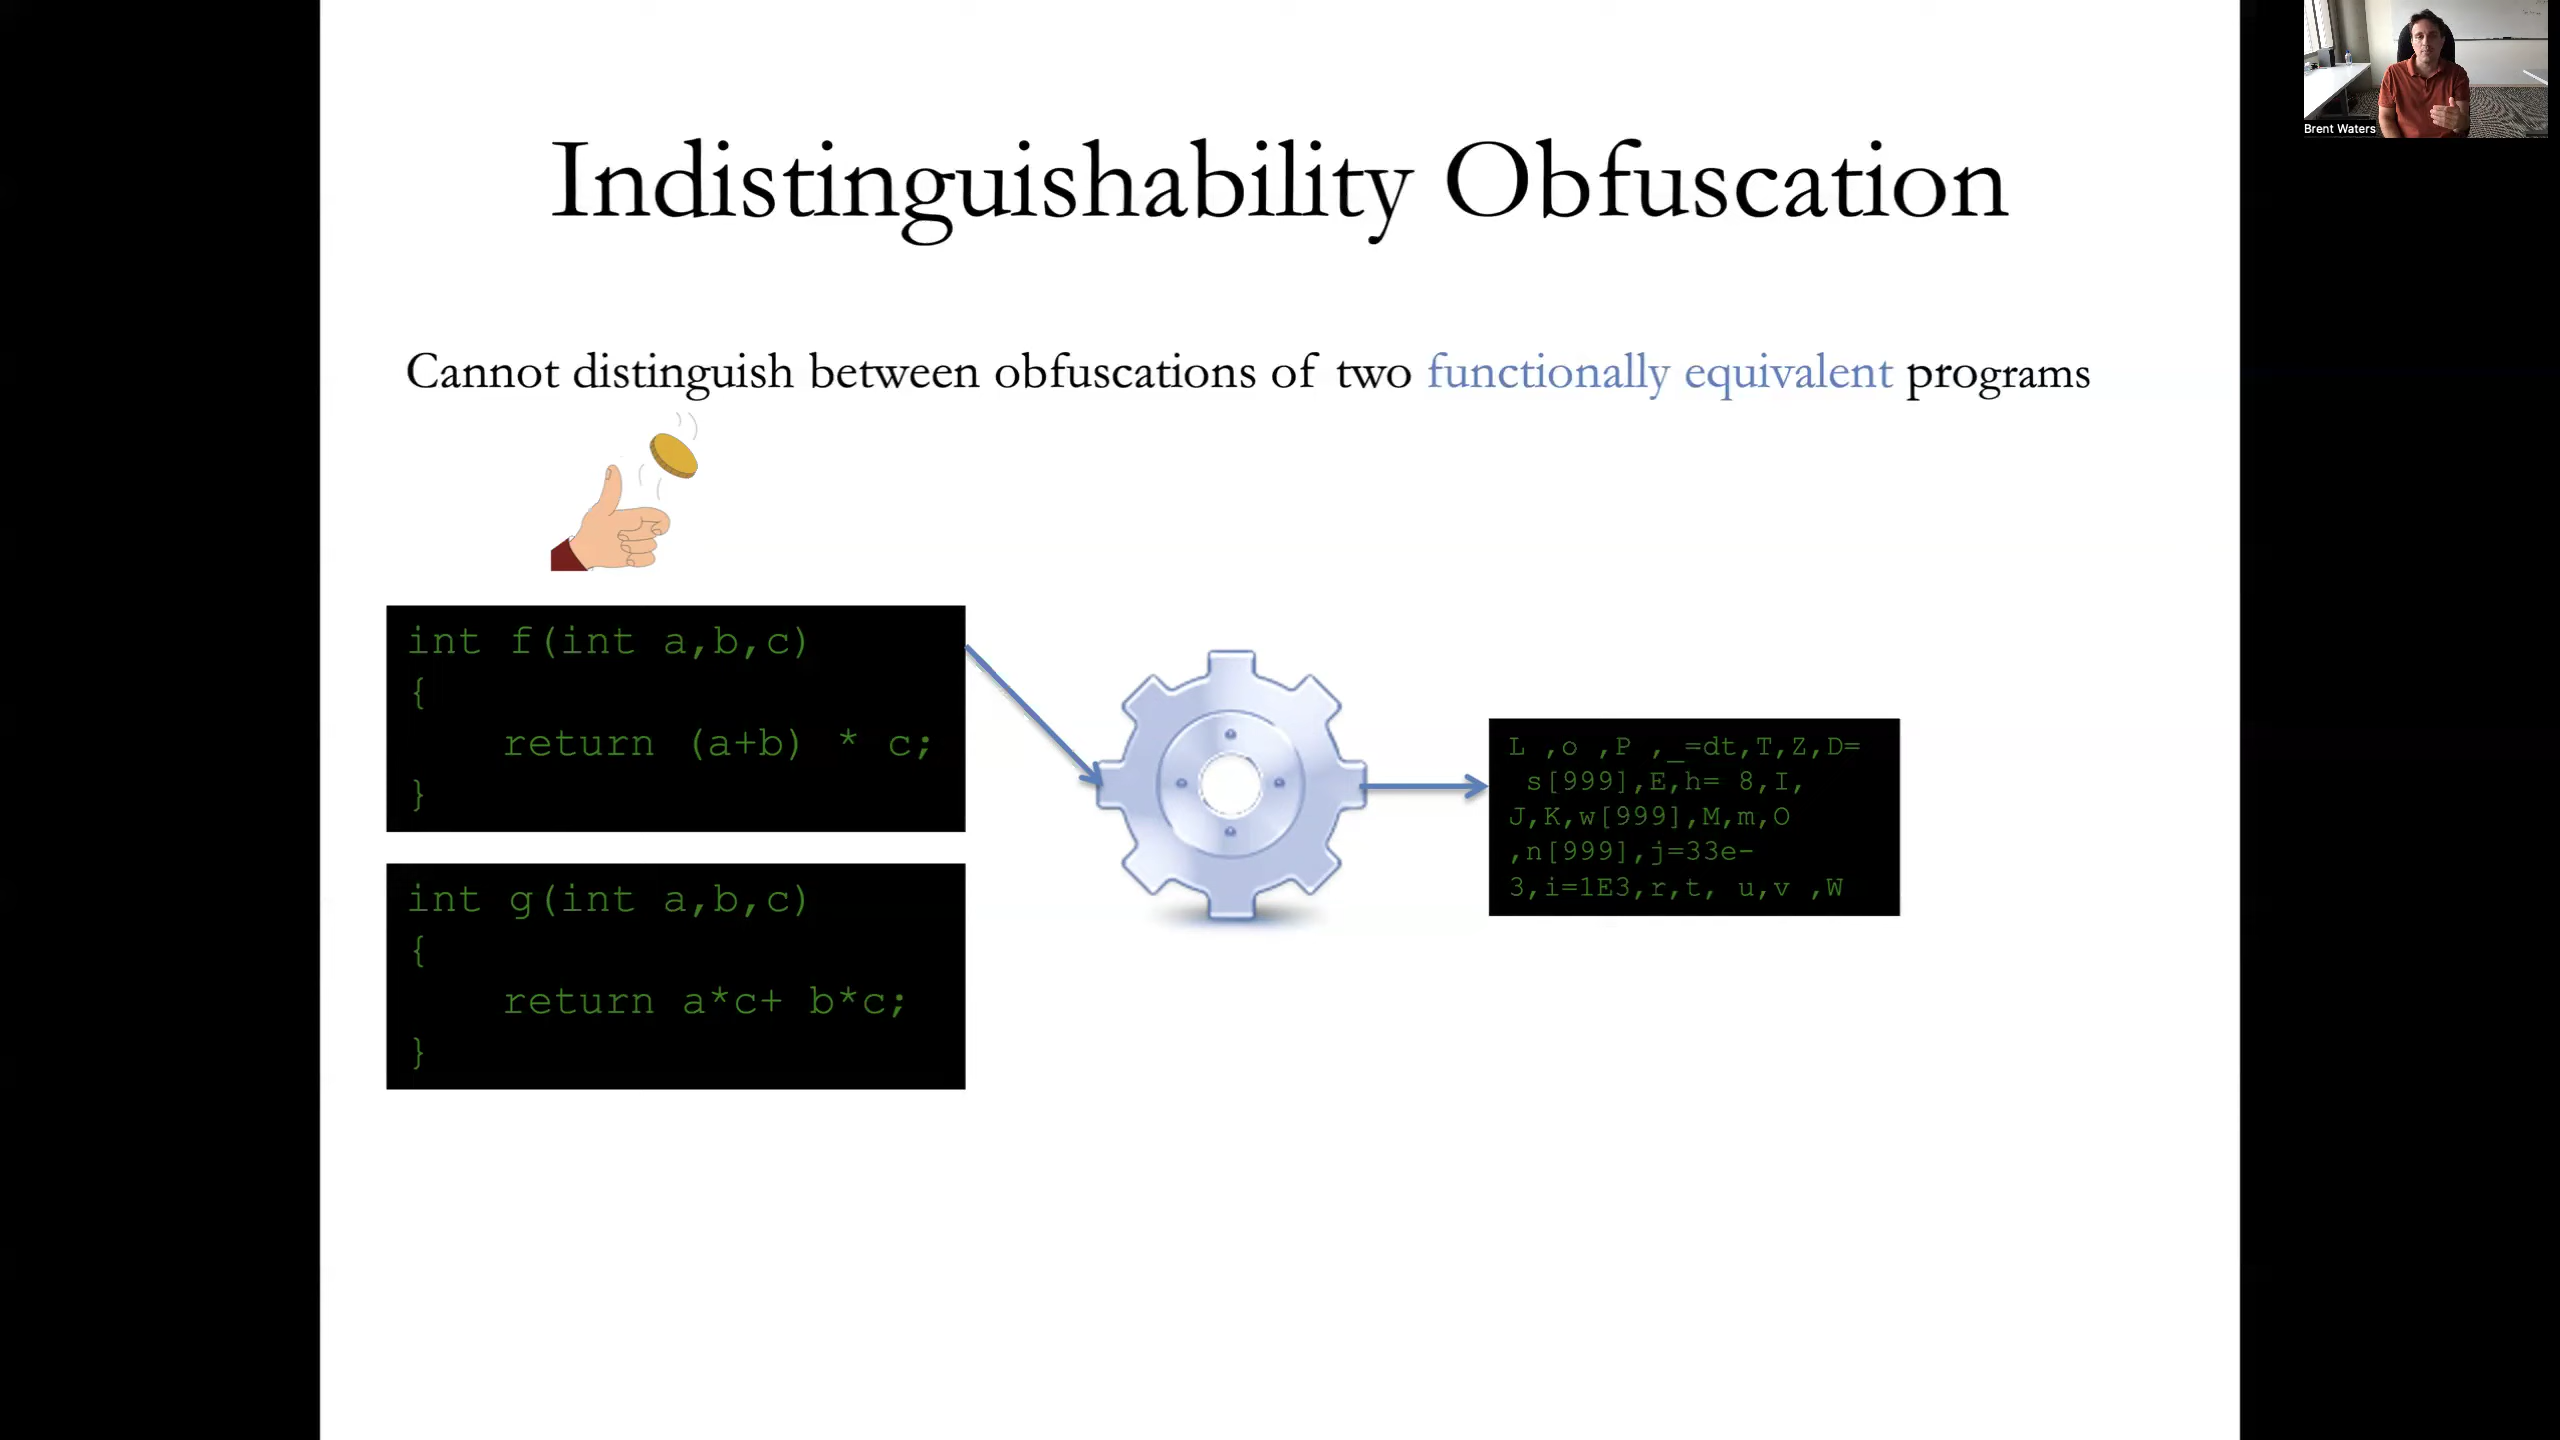 Brent Waters
Indistinguishability Obfuscation
Cannot distinguish between obfuscations of two functionally equivalent programs
int f(int a,b,c)
{
return (a+b) * c;
}
int g(int a,b,c)
{
return a*c+ b*c;
}
L ,o ,P ,_=dt,T,Z,D=
s[999],E,h= 8,I,
J,K,w[999],M,m,O
,n[999],j=33e-
3,i=1E3,r,t, u,v ,W